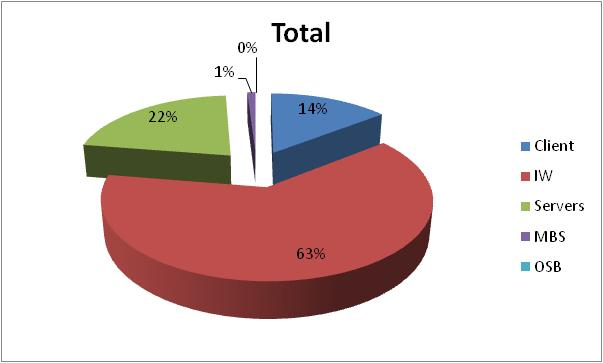 Total
0%
1%
14%
22%
63%
Client
IW
Servers
MBS
OSB